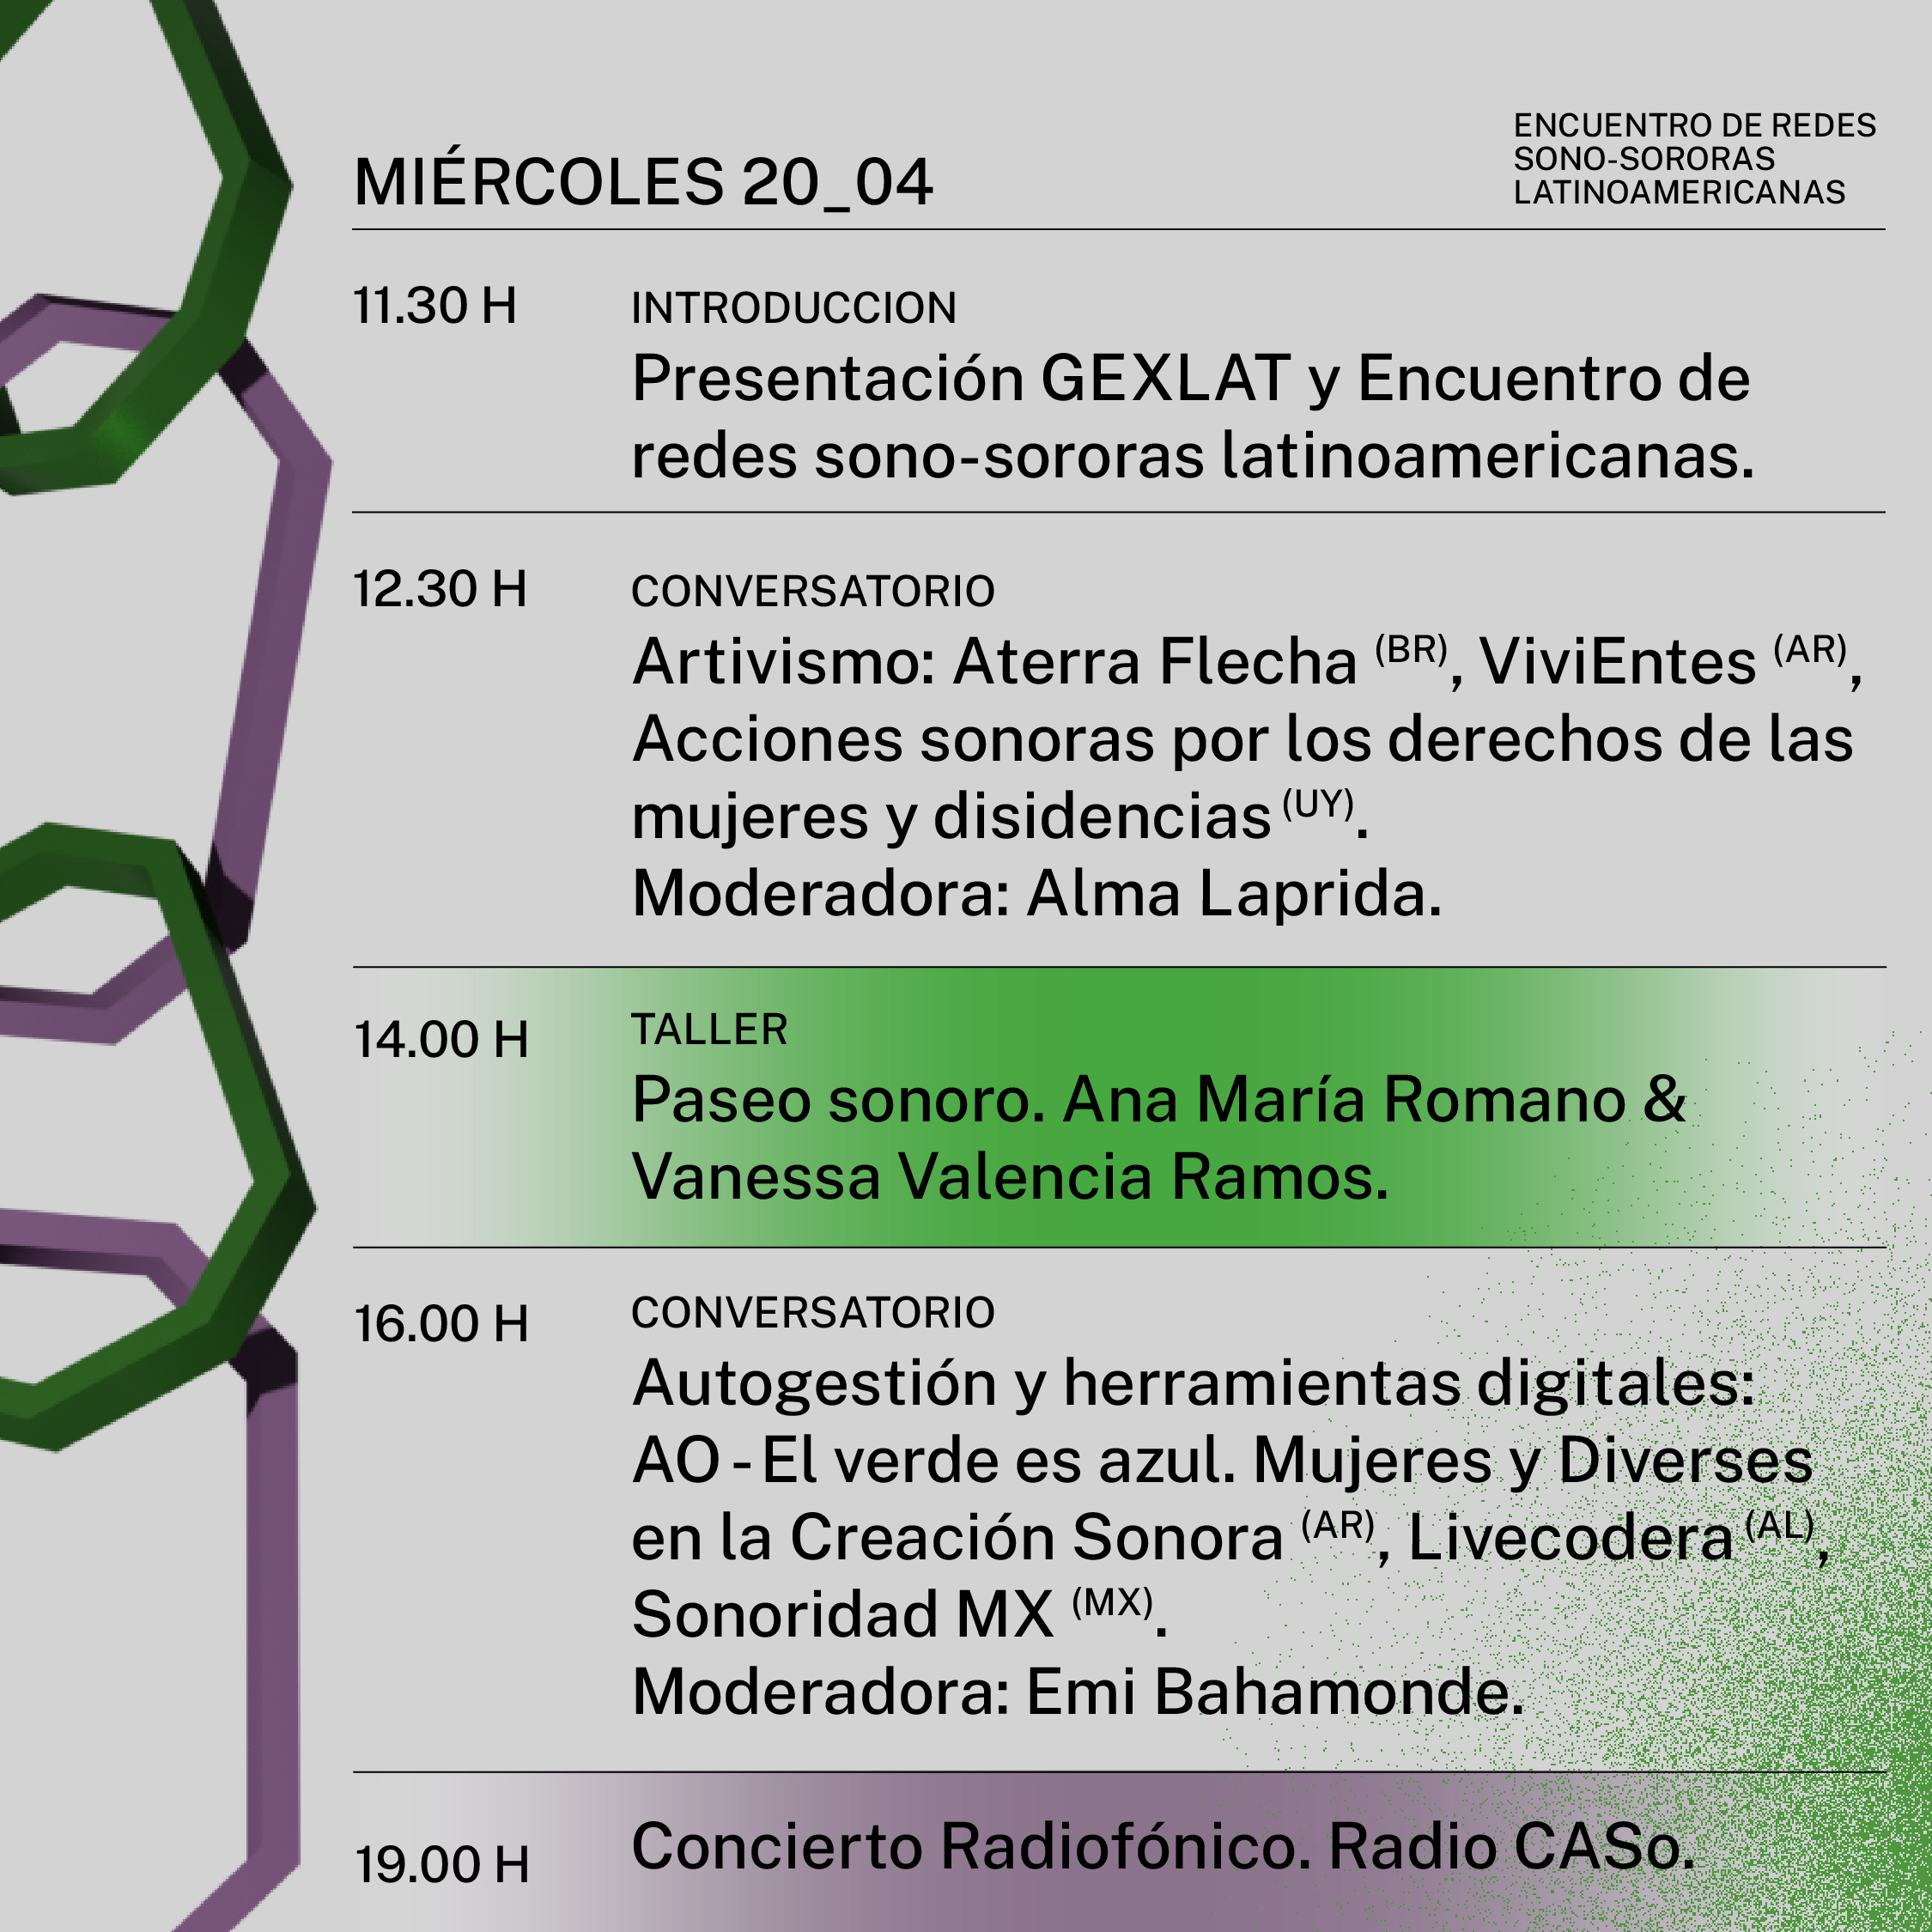 MIÉRCOLES 20_04
ENCUENTRO DE REDES
SONO-SORORAS
LATINOAMERICANAS
11.30 H
INTRODUCCION
Presentación GEXLAT y Encuentro de
redes sono-sororas latinoamericanas.
12.30 H
CONVERSATORIO
Artivismo: Aterra Flecha (BR), ViviEntes (AR),
Acciones sonoras por los derechos de las
mujeres y disidencias (UY).
Moderadora: Alma Laprida.
14.00 H
TALLER
Paseo sonoro. Ana María Romano &
Vanessa Valencia Ramos.
16.00 H
CONVERSATORIO
Autogestión y herramientas digitales:
AO - El verde es azul. Mujeres y Diverses
en la Creación Sonora (AR), Livecodera (AL),
Sonoridad MX (MX).
Moderadora: Emi Bahamonde.
19.00 H
Concierto Radiofónico. Radio CASo.